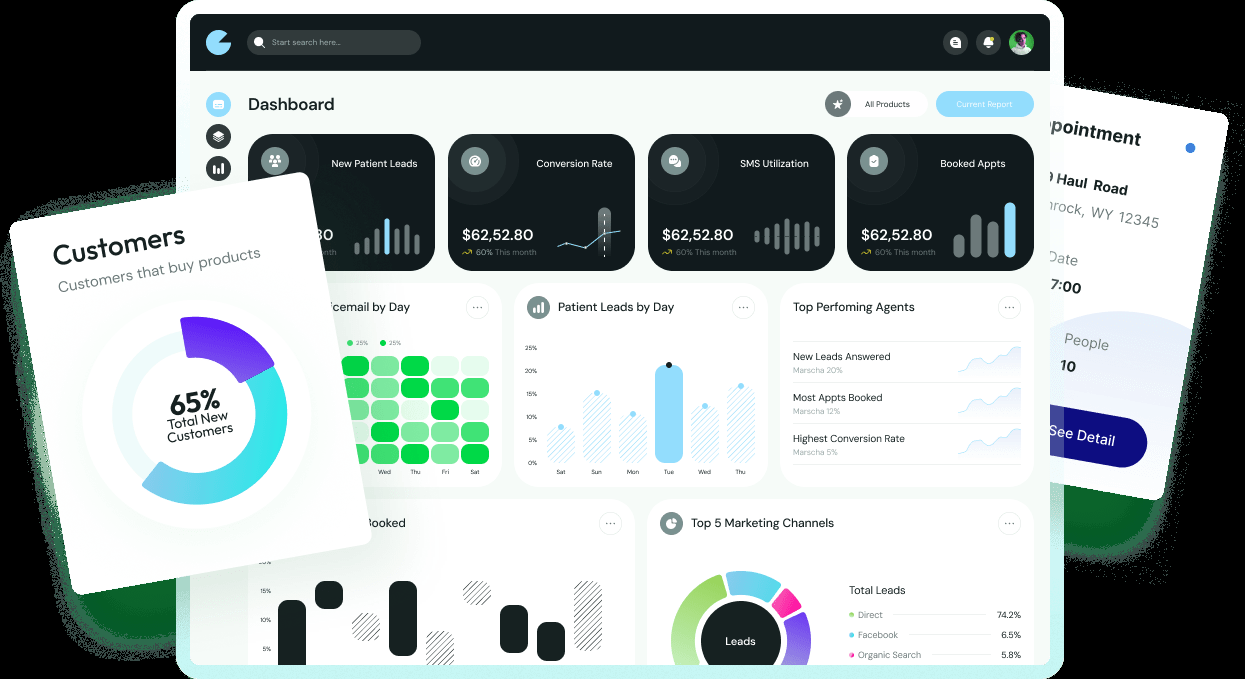 Start search here...
Dashboard
All Products
Current Report
New Patient Leads
80
nth
Conversion Rate
$62,52.80
60% This month
SMS Utilization
$62,52.80
60% This month
Booked Appts
$62,52.80
60% This month
Customers
Customers that buy products
65%
Total New
Customers
pointment
9 Haul Road
nrock, WY 12345
Date
7:00
People
10
See Detail
cemail by Day
25%
25%
Wed Thu Fri Sat
Patient Leads by Day
25%
20%
15%
10%
5%
0%
Sat Sun Mon Tue Wed Thu
Top Perfoming Agents
New Leads Answered
Marscha 20%
Most Appts Booked
Marscha 12%
Highest Conversion Rate
Marscha 5%
Booked
15%
10%
5%
Top 5 Marketing Channels
Leads
Total Leads
Direct 74.2%
Facebook 6.5%
Organic Search 5.8%